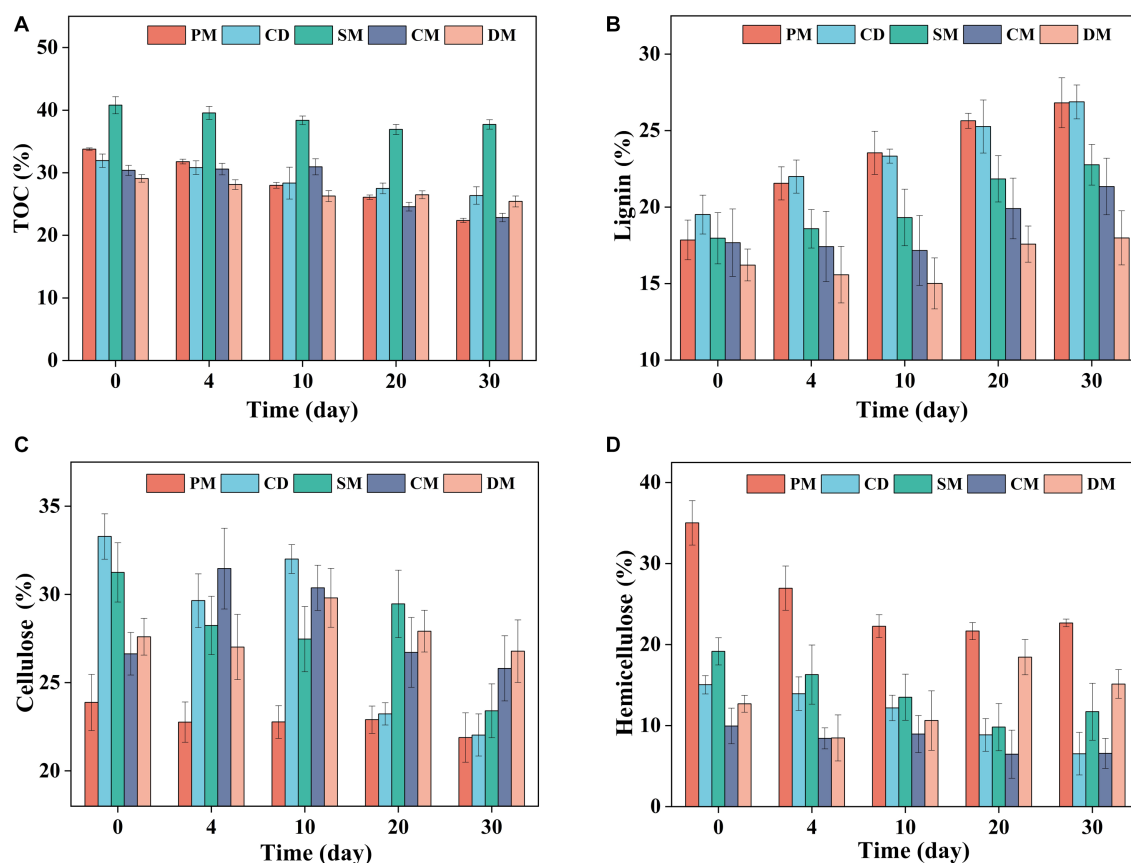 A
PM CD SM CM DM
50
40
30
20
10
0
TOC (%)
0 4 10 20 30
Time (day)
B
PM CD SM CM DM
30
25
20
15
10
Lignin (%)
0 4 10 20 30
Time (day)
C
PM CD SM CM DM
35
30
25
20
Cellulose (%)
0 4 10 20 30
Time (day)
D
PM CD SM CM DM
40
30
20
10
0
Hemicellulose (%)
0 4 10 20 30
Time (day)